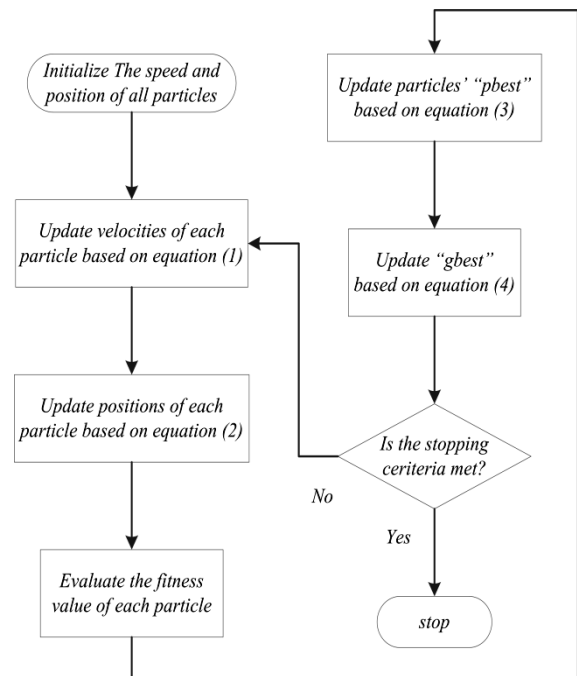 Initialize The speed and
position of all particles
Update velocities of each
particle based on equation (1)
Update positions of each
particle based on equation (2)
Evaluate the fitness
value of each particle
Update particles' “pbest”
based on equation (3)
Update “gbest”
based on equation (4)
Is the stopping
ceriteria met?
No
Yes
stop